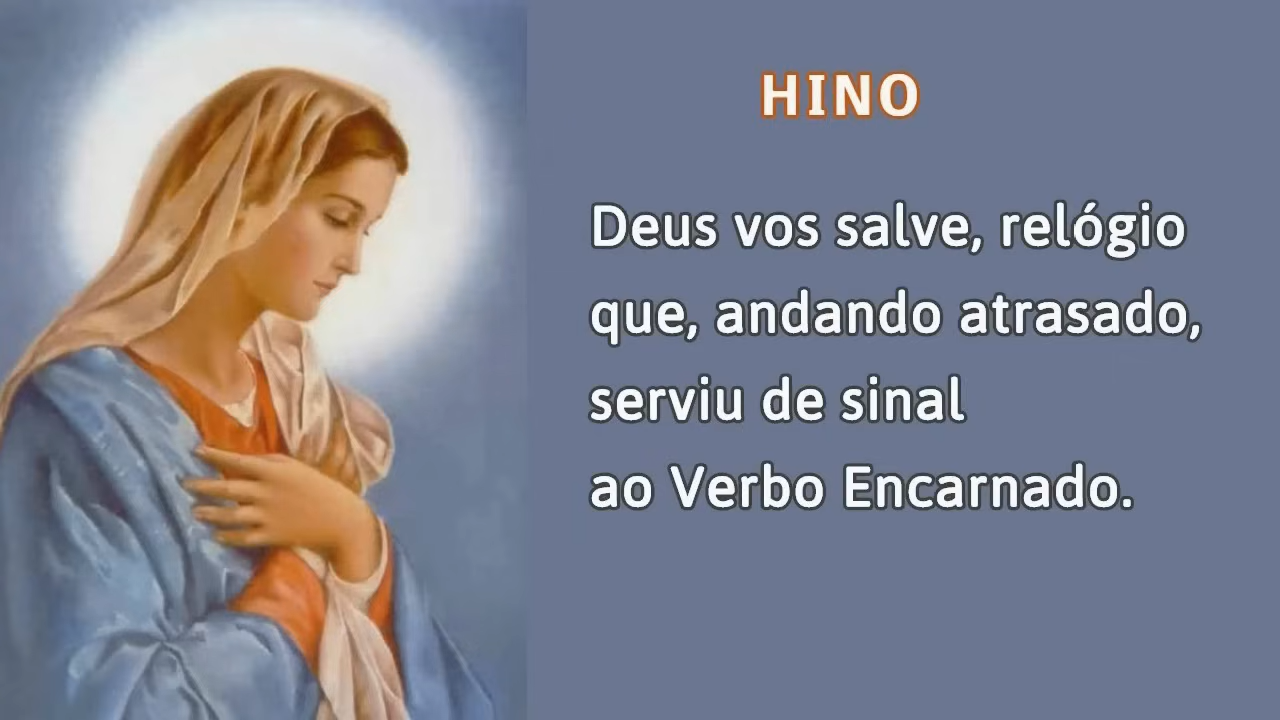 HINO
Deus vos salve, relógio
que, andando atrasado,
serviu de sinal
ao Verbo Encarnado.